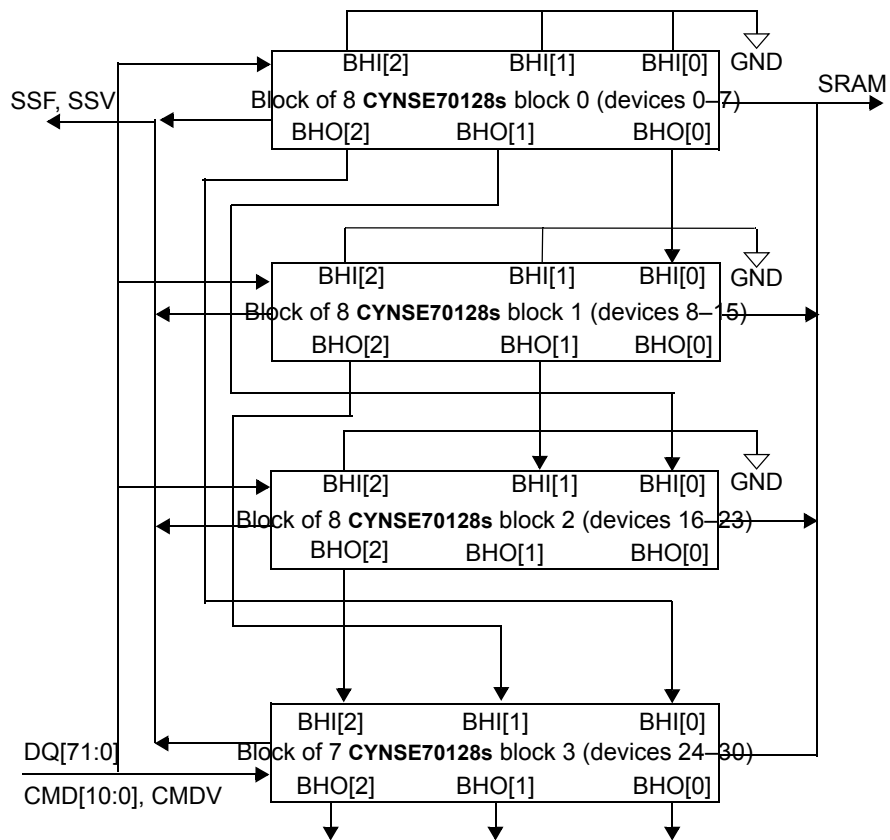 BHI[2] BHI[1] BHI[0] GND
SSF, SSV
SRAM
Block of 8 CYNSE70128s block 0 (devices 0–7)
BHO[2] BHO[1] BHO[0]
BHI[2] BHI[1] BHI[0] GND
Block of 8 CYNSE70128s block 1 (devices 8–15)
BHO[2] BHO[1] BHO[0]
BHI[2] BHI[1] BHI[0] GND
Block of 8 CYNSE70128s block 2 (devices 16–23)
BHO[2] BHO[1] BHO[0]
BHI[2] BHI[1] BHI[0]
DQ[71:0]
Block of 7 CYNSE70128s block 3 (devices 24–30)
CMD[10:0], CMDV
BHO[2] BHO[1] BHO[0]